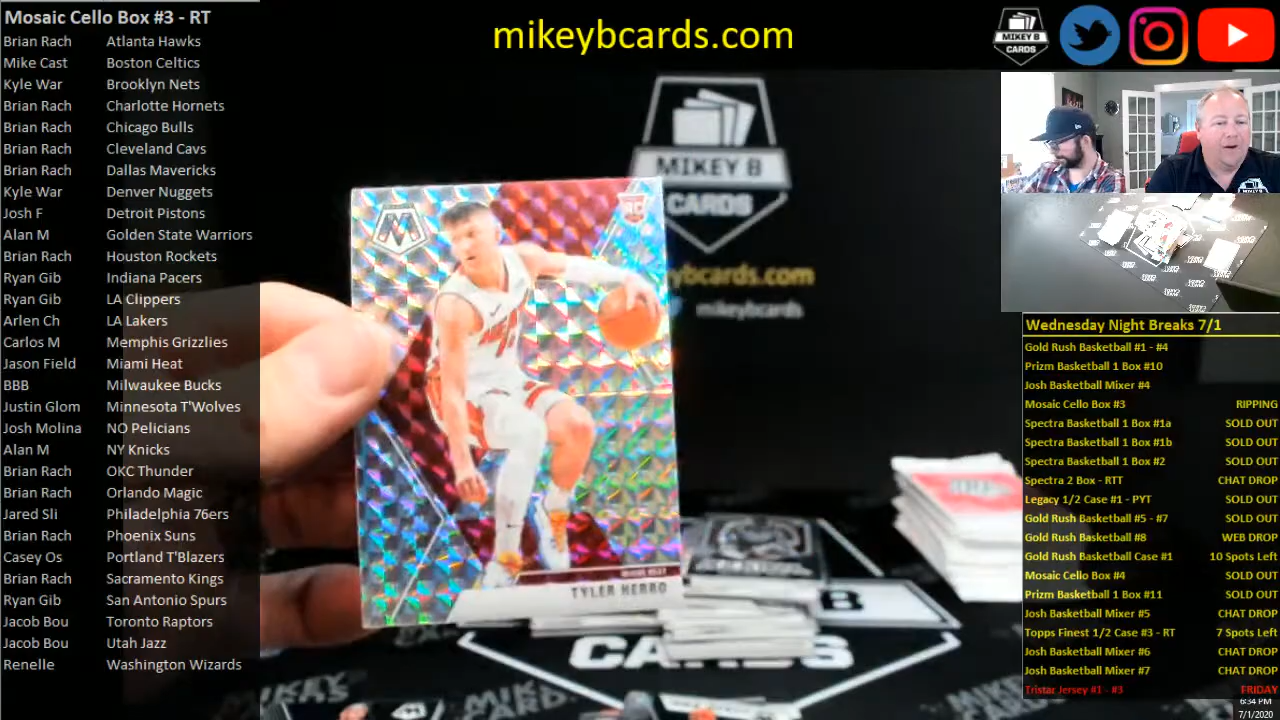 Mosaic Cello Box #3 - RT
Brian Rach Atlanta Hawks
Mike Cast Boston Celtics
Kyle War Brooklyn Nets
Brian Rach Charlotte Hornets
Brian Rach Chicago Bulls
Brian Rach Cleveland Cavs
Brian Rach Dallas Mavericks
Kyle War Denver Nuggets
Josh F Detroit Pistons
Alan M Golden State Warriors
Brian Rach Houston Rockets
Ryan Gib Indiana Pacers
Ryan Gib LA Clippers
Arlen Ch LA Lakers
Carlos M Memphis Grizzlies
Jason Field Miami Heat
BBB Milwaukee Bucks
Justin Glom Minnesota T'Wolves
Josh Molina NO Pelicians
Alan M NY Knicks
Brian Rach OKC Thunder
Brian Rach Orlando Magic
Jared Sli Philadelphia 76ers
Brian Rach Phoenix Suns
Casey Os Portland T'Blazers
Brian Rach Sacramento Kings
Ryan Gib San Antonio Spurs
Jacob Bou Toronto Raptors
Jacob Bou Utah Jazz
Renelle Washington Wizards
mikeybcards.com
MIKEY B
CARDS
MIKEY B
CARDS
ybcards.com
mikeybcards
M
RC
MIAMI HEAT
TYLER HERRO
B
CARDS
Wednesday Night Breaks 7/1
Gold Rush Basketball #1 - #4
Prizm Basketball 1 Box #10
Josh Basketball Mixer #4
Mosaic Cello Box #3 RIPPING
Spectra Basketball 1 Box #1a SOLD OUT
Spectra Basketball 1 Box #1b SOLD OUT
Spectra Basketball 1 Box #2 SOLD OUT
Spectra 2 Box - RTT CHAT DROP
Legacy 1/2 Case #1 - PYT SOLD OUT
Gold Rush Basketball #5 - #7 SOLD OUT
Gold Rush Basketball #8 WEB DROP
Gold Rush Basketball Case #1 10 Spots Left
Mosaic Cello Box #4 SOLD OUT
Prizm Basketball 1 Box #11 SOLD OUT
Josh Basketball Mixer #5 CHAT DROP
Topps Finest 1/2 Case #3 - RT 7 Spots Left
Josh Basketball Mixer #6 CHAT DROP
Josh Basketball Mixer #7 CHAT DROP
Tristar Jersey #1 - #3 FRIDAY
6:34 PM
7/1/2020